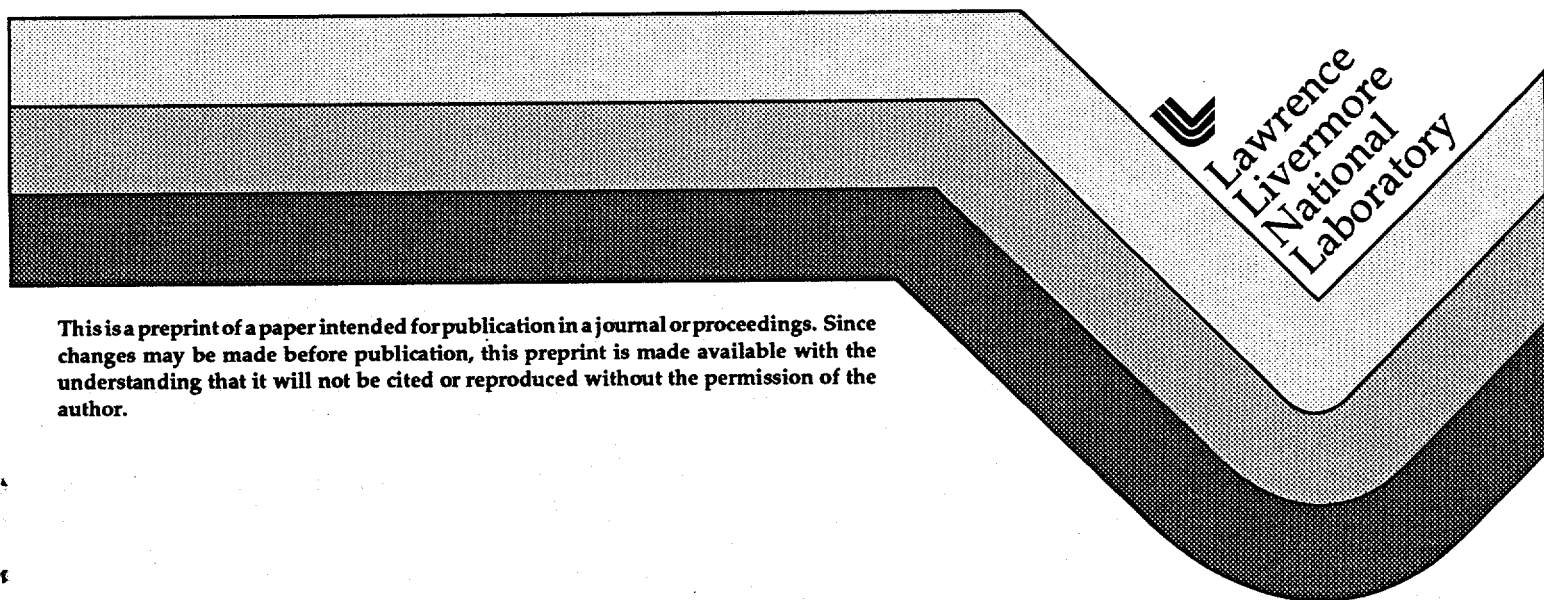 Lawrence
Livermore
National
Laboratory
This is a preprint of a paper intended for publication in a journal or proceedings. Since
changes may be made before publication, this preprint is made available with the
understanding that it will not be cited or reproduced without the permission of the
author.